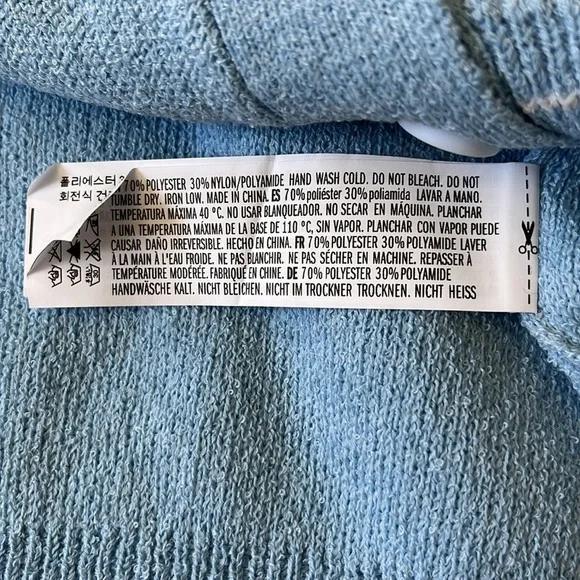 폴리에스터
회전식 건
70% POLYESTER 30% NYLON/POLYAMIDE HAND WASH COLD. DO NOT BLEACH. DO NOT
TUMBLE DRY. IRON LOW. MADE IN CHINA. ES 70% poliéster 30% poliamida LAVAR A MANO.
TEMPERATURA MÁXIMA 40 °C. NO USAR BLANQUEADOR. NO SECAR EN MÁQUINA. PLANCHAR
A UNA TEMPERATURA MÁXIMA DE LA BASE DE 110 °C, SIN VAPOR. PLANCHAR CON VAPOR PUEDE
CAUSAR DAÑO IRREVERSIBLE. HECHO EN CHINA. FR 70% POLYESTER 30% POLYAMIDE LAVER
À LA MAIN À L'EAU FROIDE. NE PAS BLANCHIR. NE PAS SÉCHER EN MACHINE. REPASSER À
TEMPÉRATURE MODÉRÉE. FABRIQUÉ EN CHINE. DE 70% POLYESTER 30% POLYAMIDE
HANDWÄSCHE KALT. NICHT BLEICHEN. NICHT IM TROCKNER TROCKNEN. NICHT HEISS